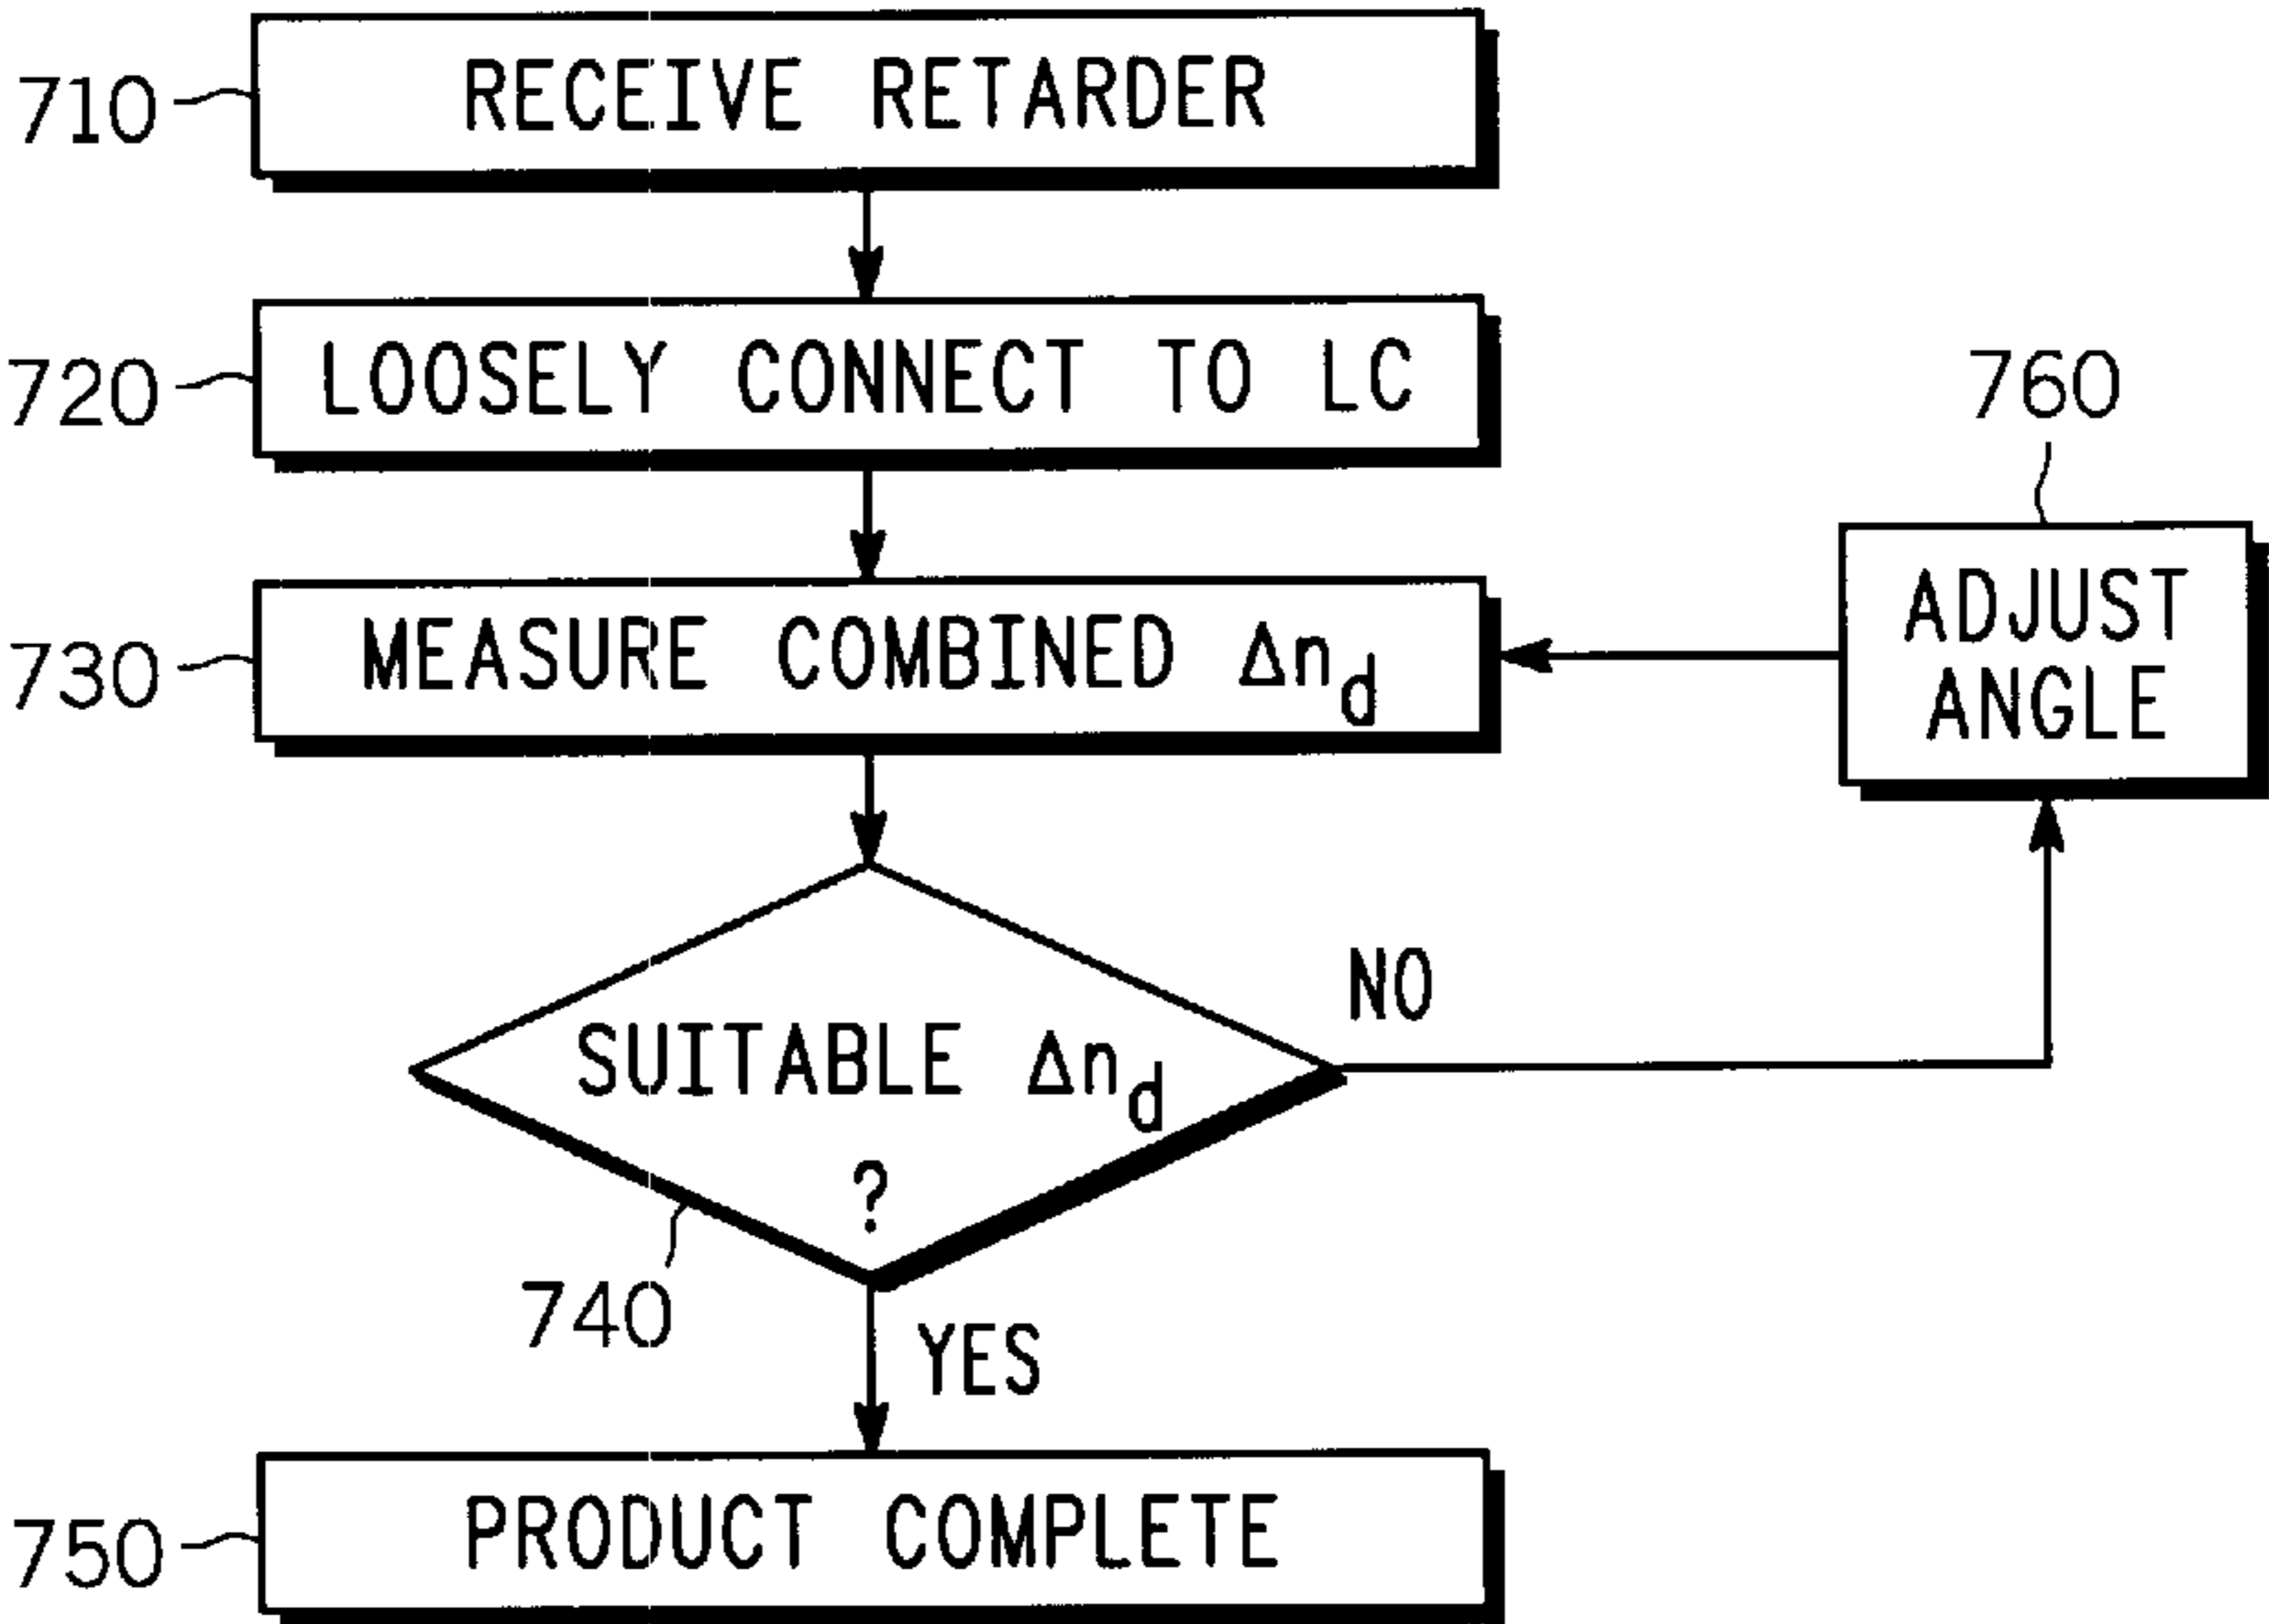 710
RECEIVE RETARDER
720
LOOSELY CONNECT TO LC
760
730
MEASURE COMBINED Δnd
ADJUST
ANGLE
NO
SUITABLE Δnd
?
740
YES
750
PRODUCT COMPLETE